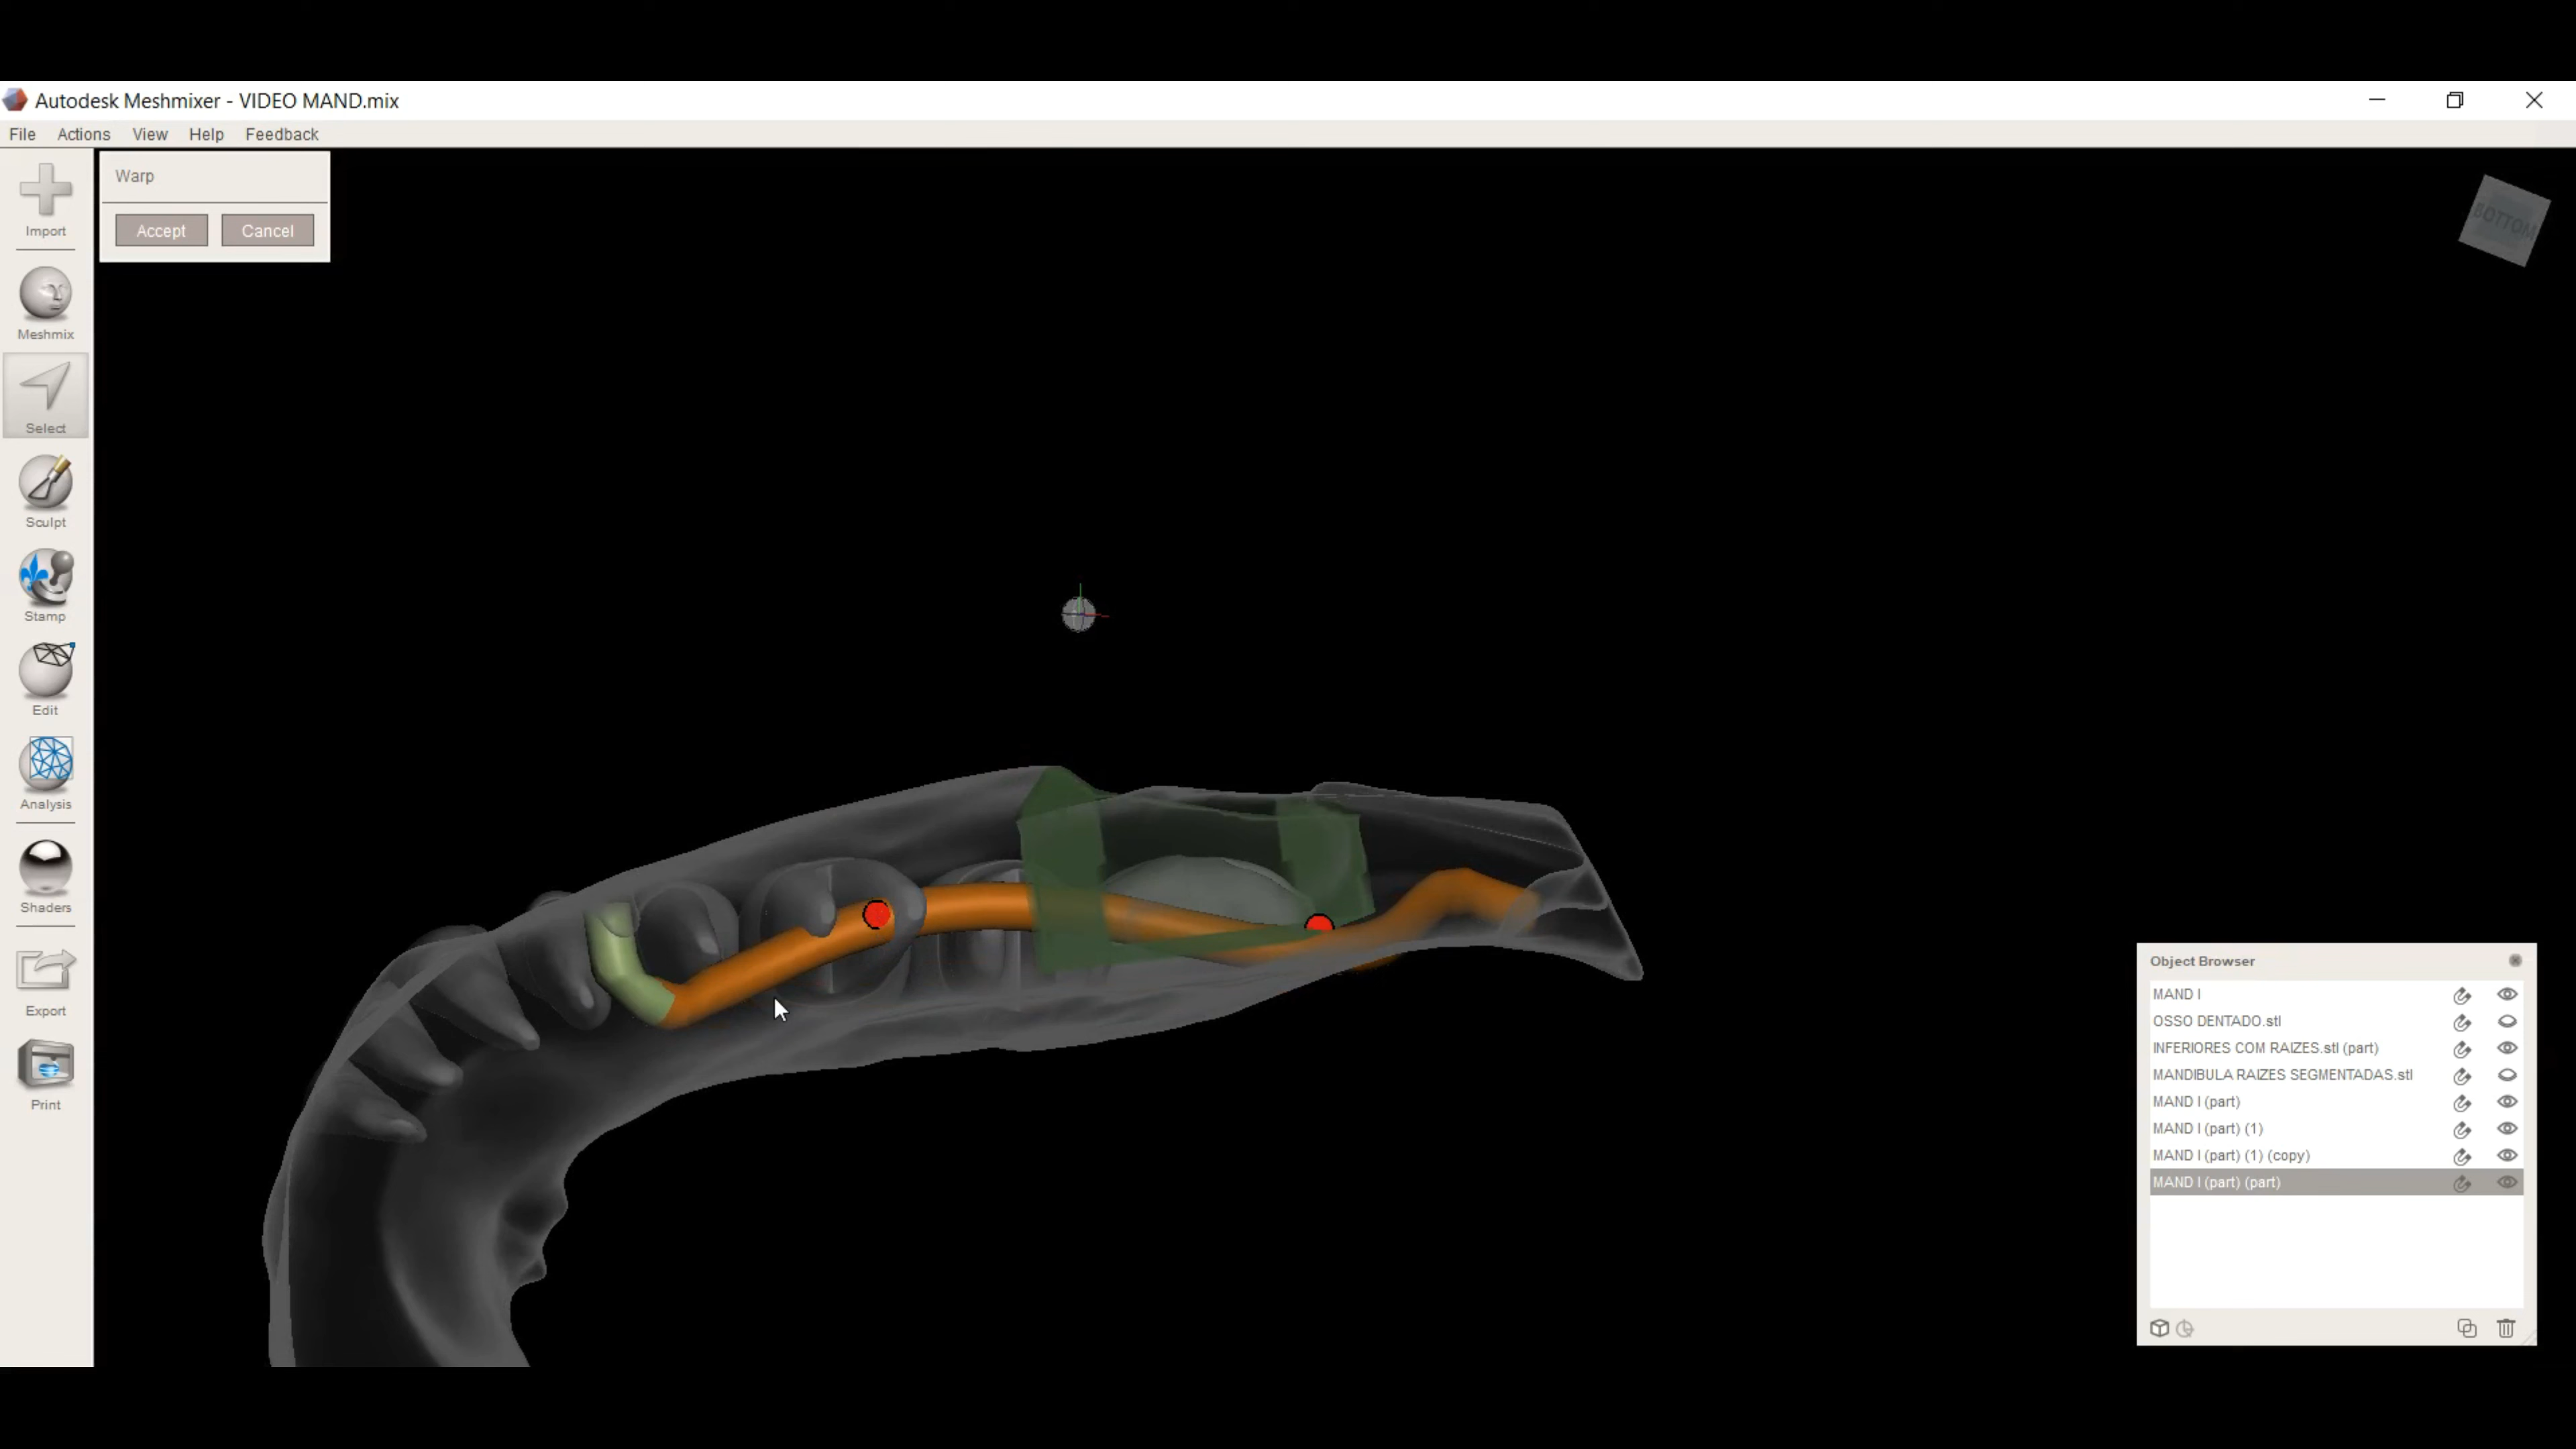 Autodesk Meshmixer - VIDEO MAND.mix
File Actions View Help Feedback
Warp
Accept Cancel
Import
Meshmix
Select
Sculpt
Stamp
Edit
Analysis
Shaders
Export
Print
BOTTOM
Object Browser
MAND I
OSSO DENTADO.stl
INFERIORES COM RAIZES.stl (part)
MANDIBULA RAIZES SEGMENTADAS.stl
MAND I (part)
MAND I (part) (1)
MAND I (part) (1) (copy)
MAND I (part) (part)